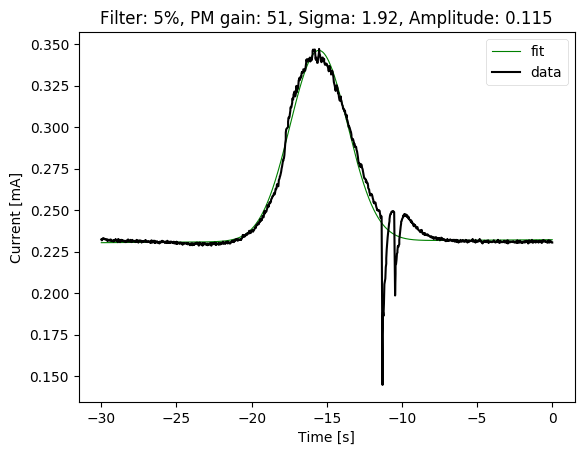 Filter: 5%, PM gain: 51, Sigma: 1.92, Amplitude: 0.115
fit
data
0.350
0.325
0.300
0.275
0.250
0.225
0.200
0.175
0.150
Current [mA]
−30 −25 −20 −15 −10 −5 0
Time [s]